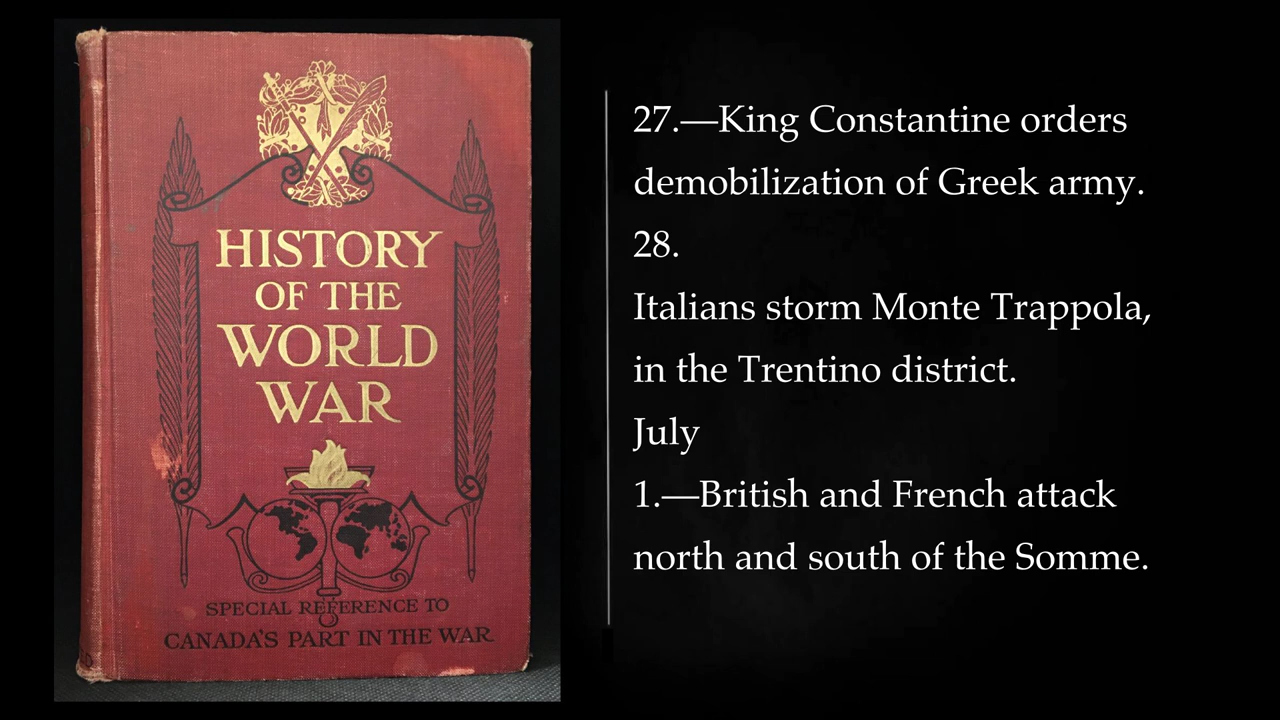 HISTORY
OF THE
WORLD
WAR
SPECIAL REFERENCE TO
CANADA'S PART IN THE WAR
27.—King Constantine orders
demobilization of Greek army.
28.
Italians storm Monte Trappola,
in the Trentino district.
July
1.—British and French attack
north and south of the Somme.